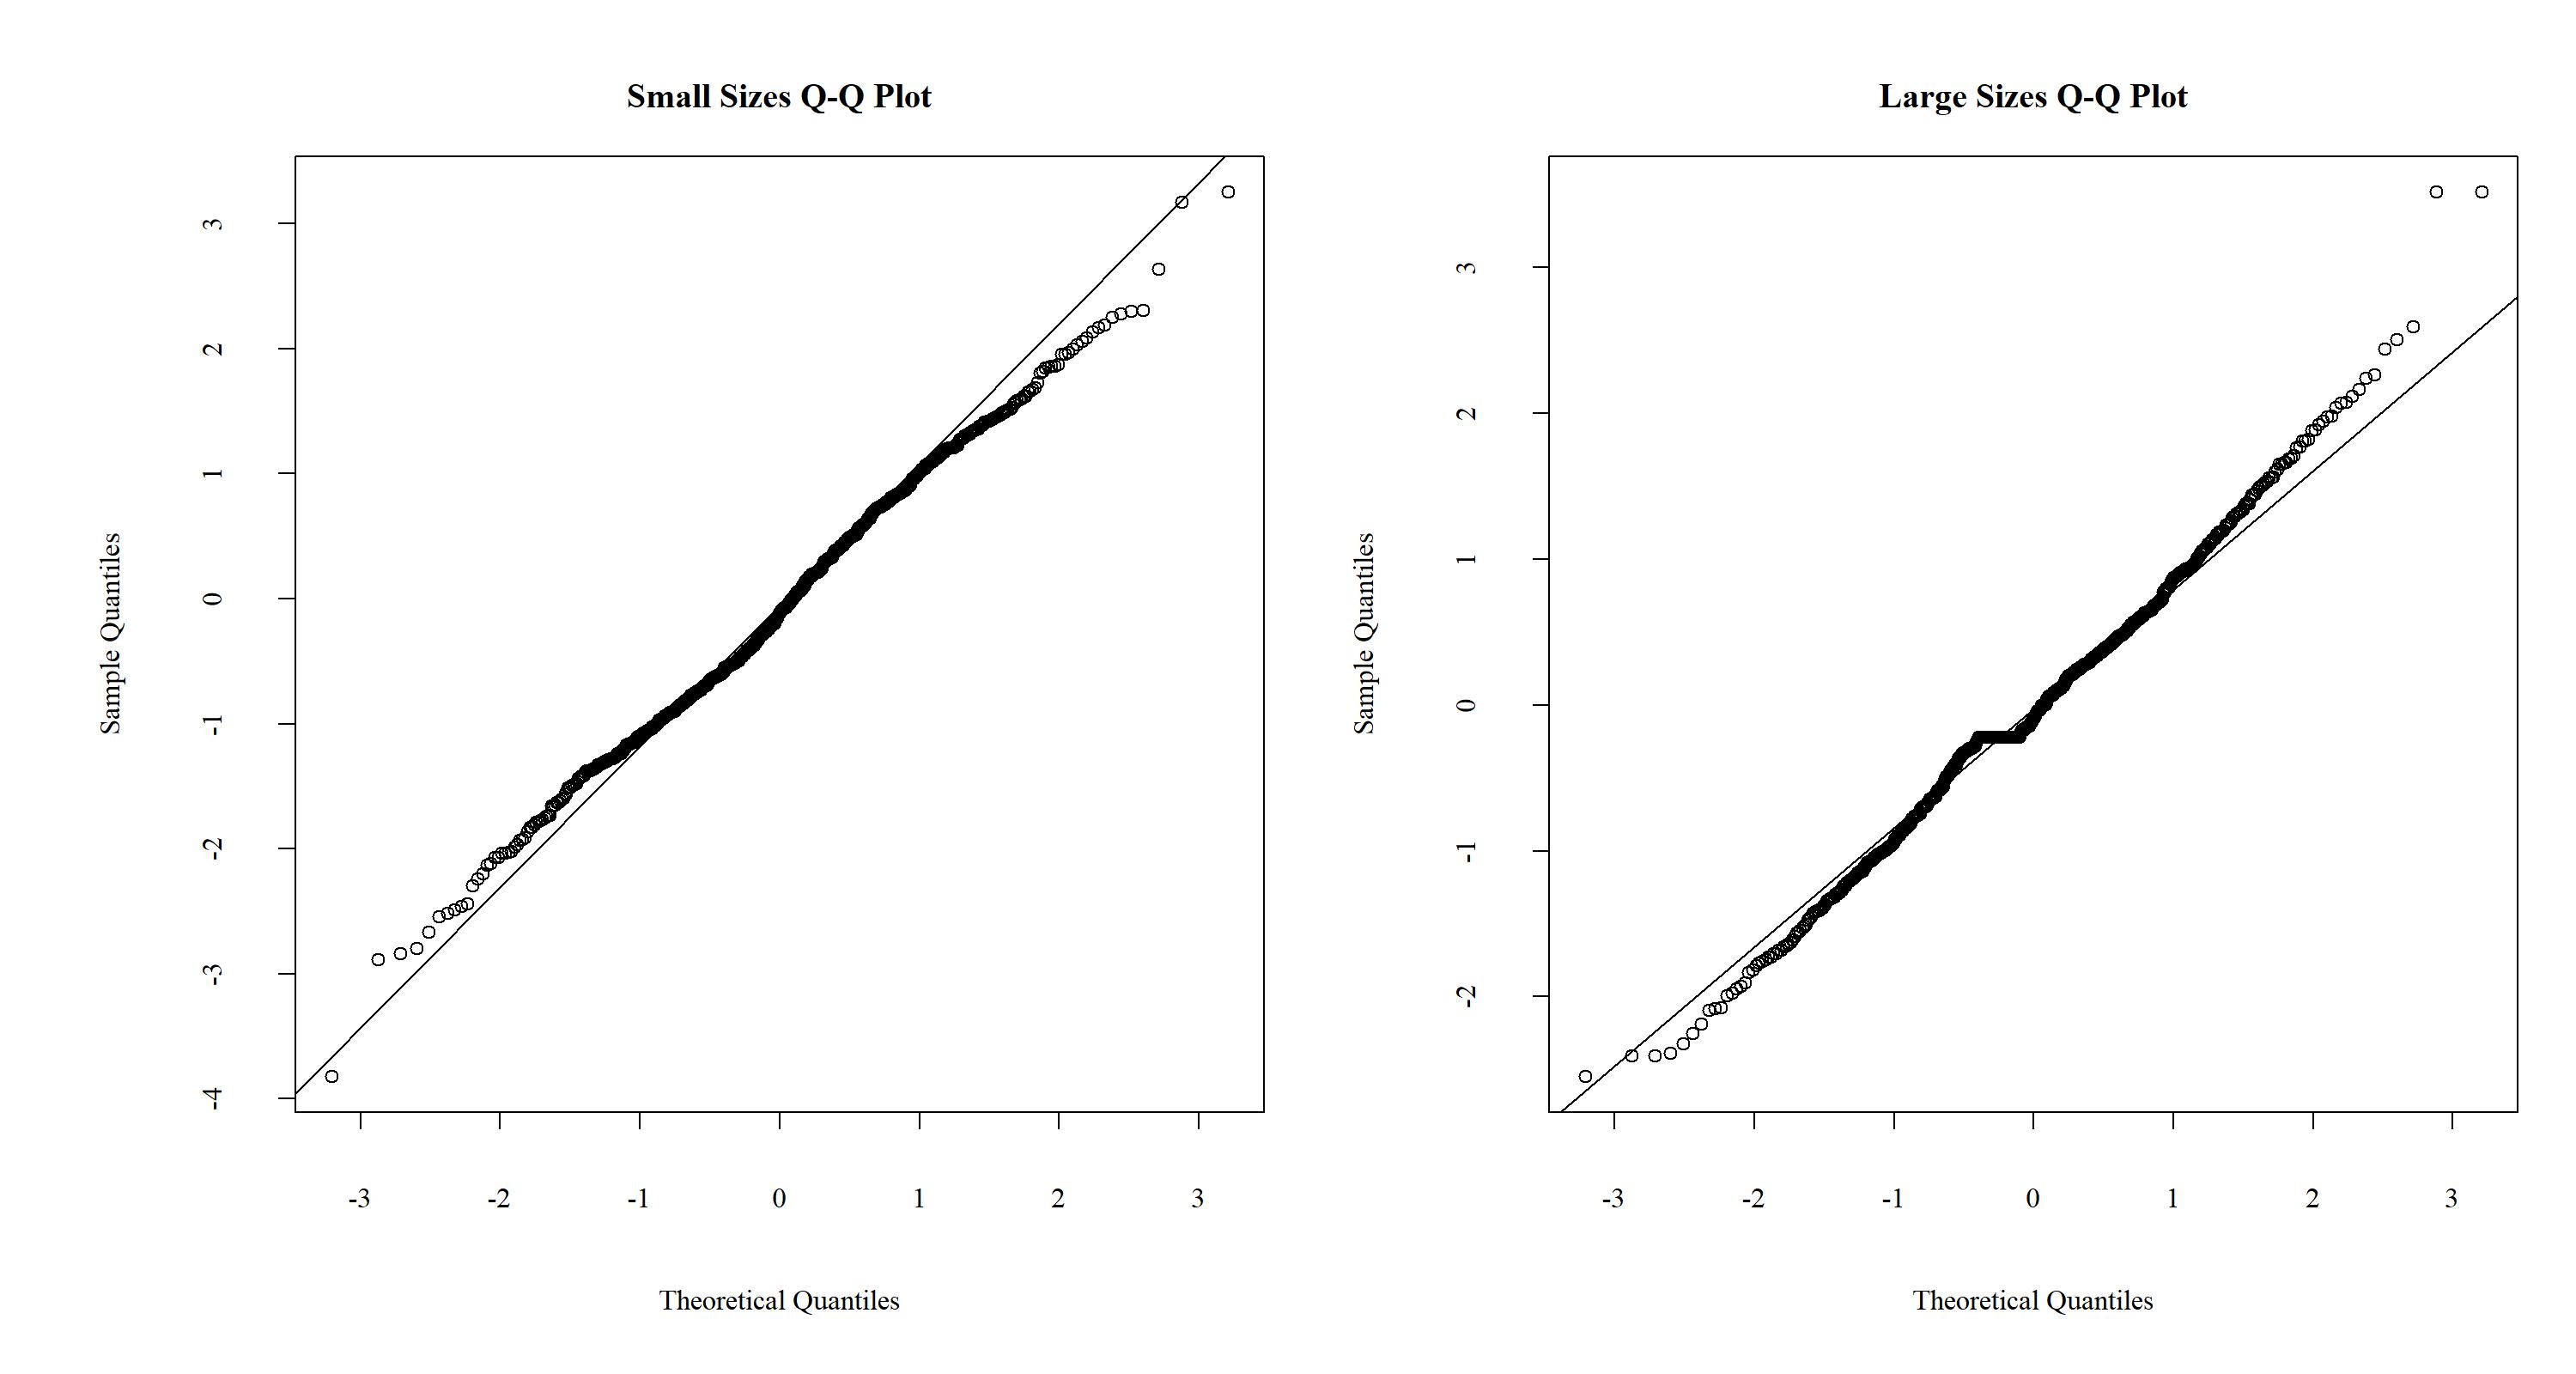 Small Sizes Q-Q Plot
Sample Quantiles
3
2
1
0
-1
-2
-3
-4
-3 -2 -1 0 1 2 3
Theoretical Quantiles
Large Sizes Q-Q Plot
Sample Quantiles
3
2
1
0
-1
-2
-3 -2 -1 0 1 2 3
Theoretical Quantiles